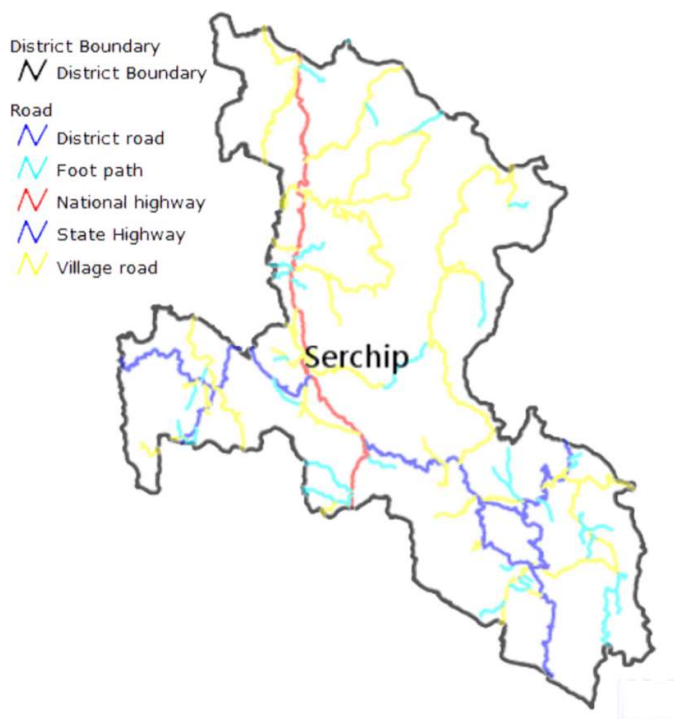 District Boundary
District Boundary
Road
District road
Foot path
National highway
State Highway
Village road
Serchip